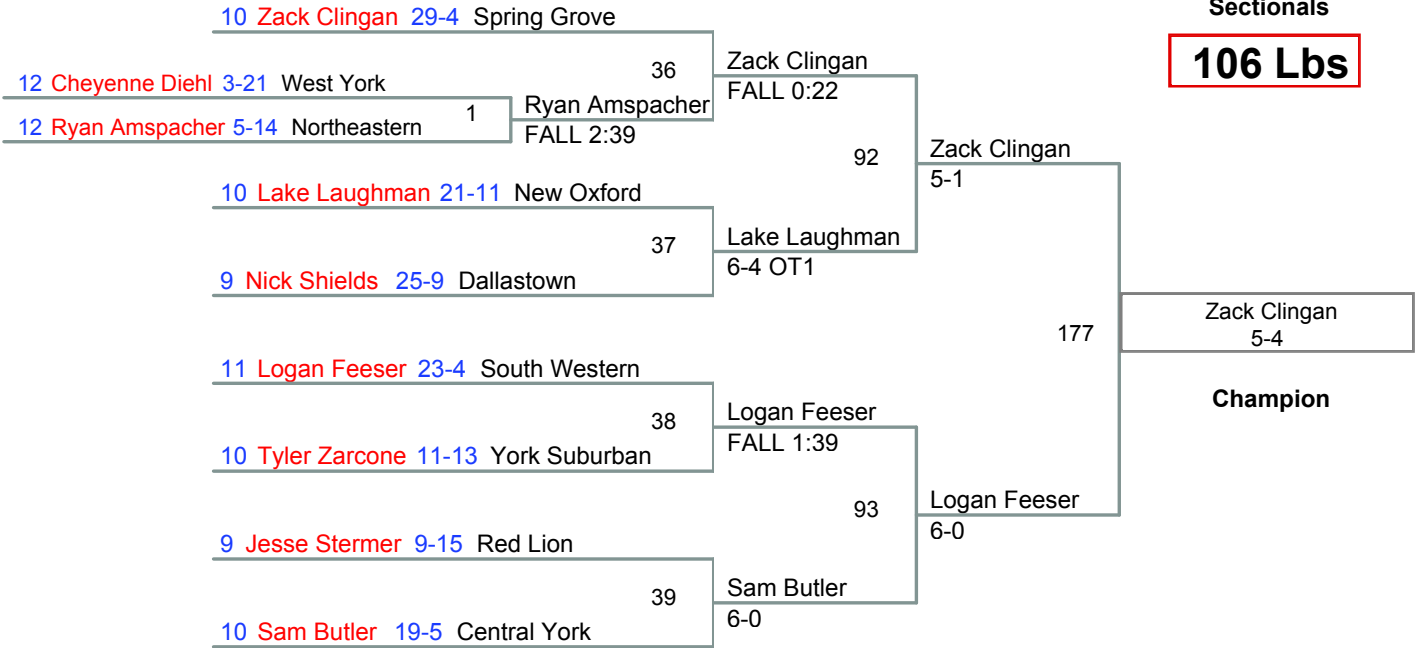 Sectionals
106 Lbs
10 Zack Clingan 29-4 Spring Grove
12 Cheyenne Diehl 3-21 West York
12 Ryan Amspacher 5-14 Northeastern
1
Ryan Amspacher
FALL 2:39
36
Zack Clingan
FALL 0:22
10 Lake Laughman 21-11 New Oxford
9 Nick Shields 25-9 Dallastown
37
Lake Laughman
6-4 OT1
92
Zack Clingan
5-1
11 Logan Feeser 23-4 South Western
10 Tyler Zarcone 11-13 York Suburban
38
Logan Feeser
FALL 1:39
9 Jesse Stermer 9-15 Red Lion
10 Sam Butler 19-5 Central York
39
Sam Butler
6-0
93
Logan Feeser
6-0
177
Zack Clingan
5-4
Champion